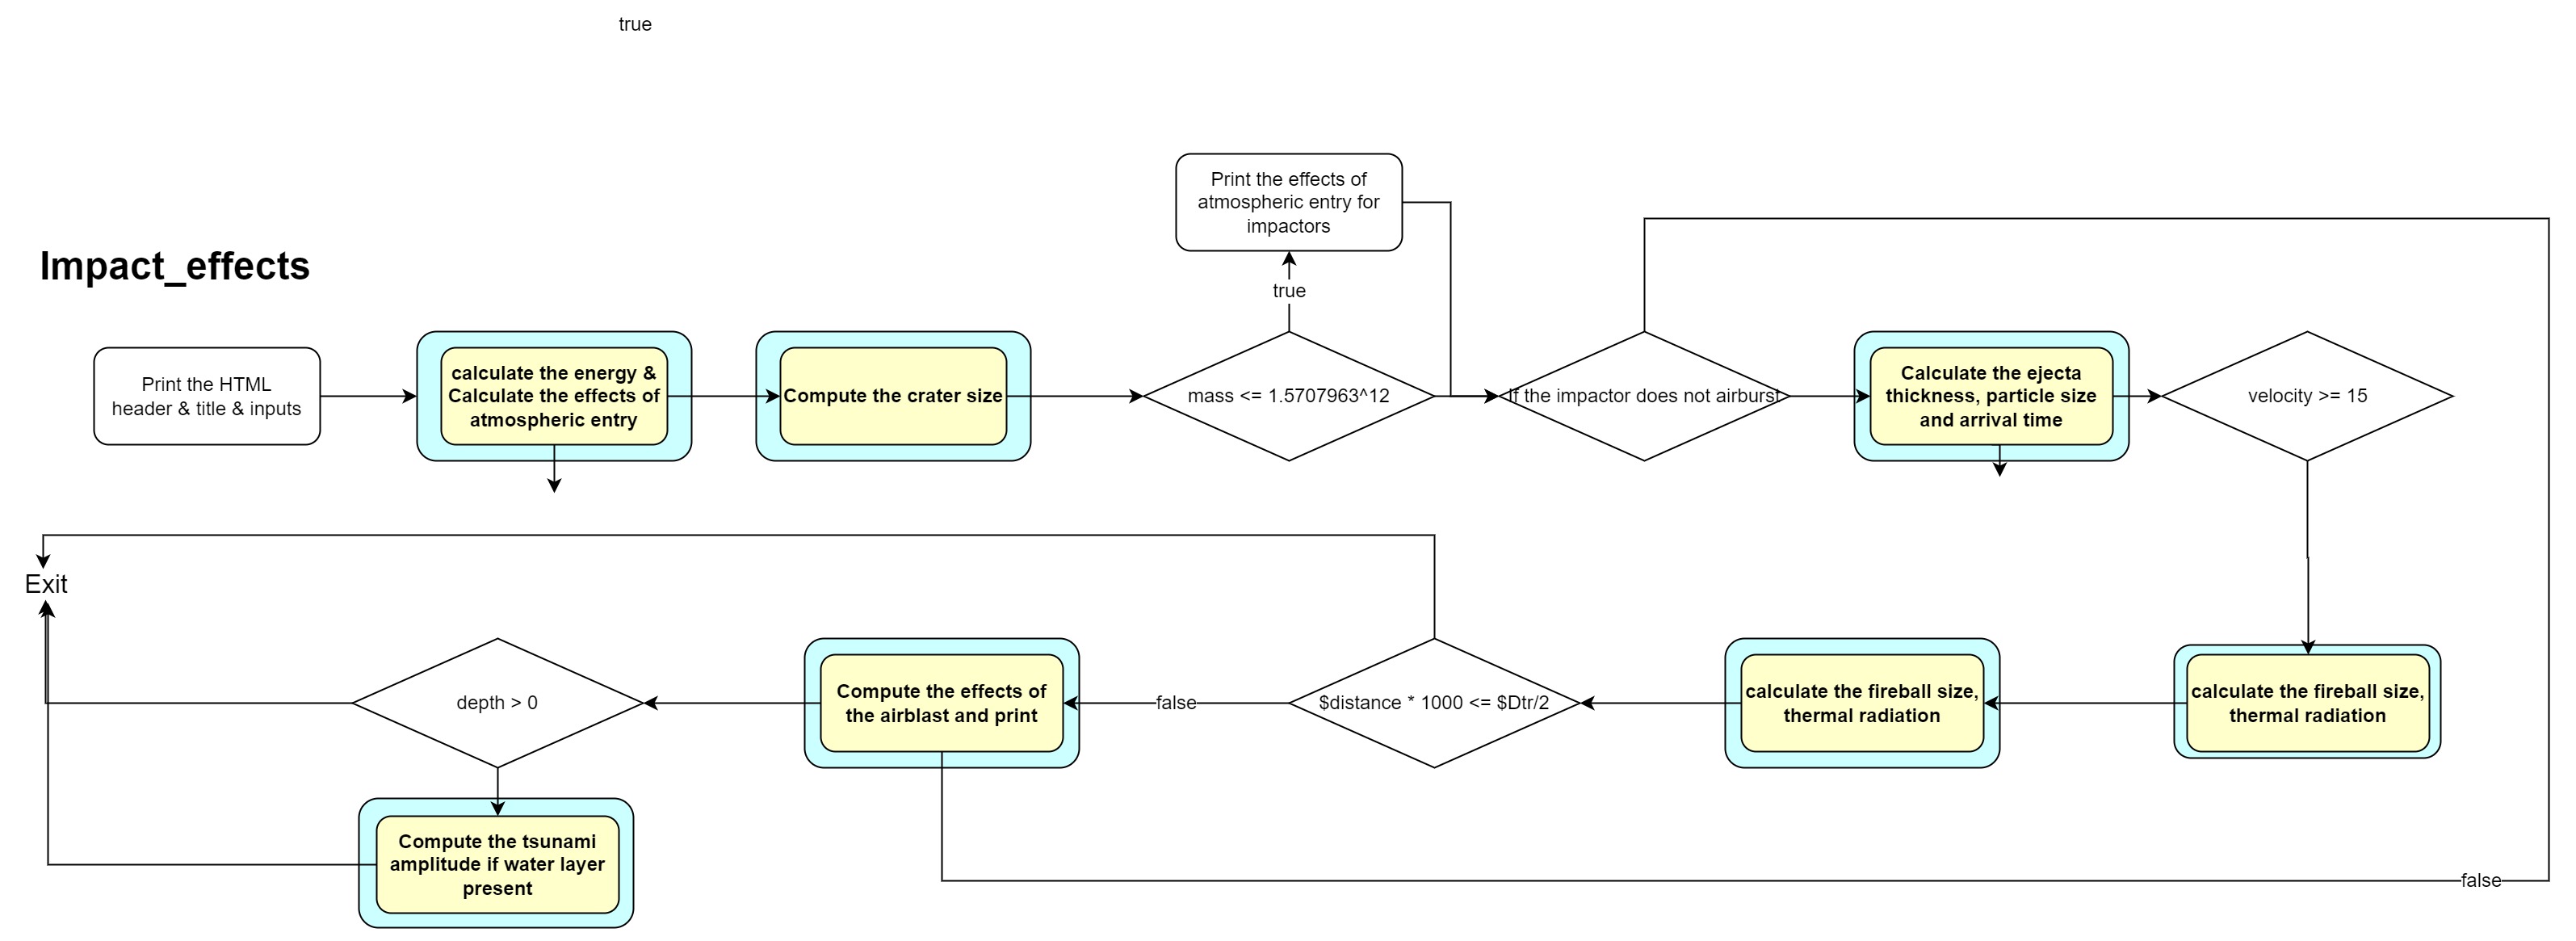 true
Print the effects of
atmospheric entry for
impactors
Impact_effects
true
Print the HTML
header & title & inputs
calculate the energy &
Calculate the effects of
atmospheric entry
Compute the crater size
mass <= 1.5707963^12
If the impactor does not airburst
Calculate the ejecta
thickness, particle size
and arrival time
velocity >= 15
Exit
depth > 0
Compute the effects of
the airblast and print
false
$distance * 1000 <= $Dtr/2
calculate the fireball size,
thermal radiation
calculate the fireball size,
thermal radiation
Compute the tsunami
amplitude if water layer
present
false